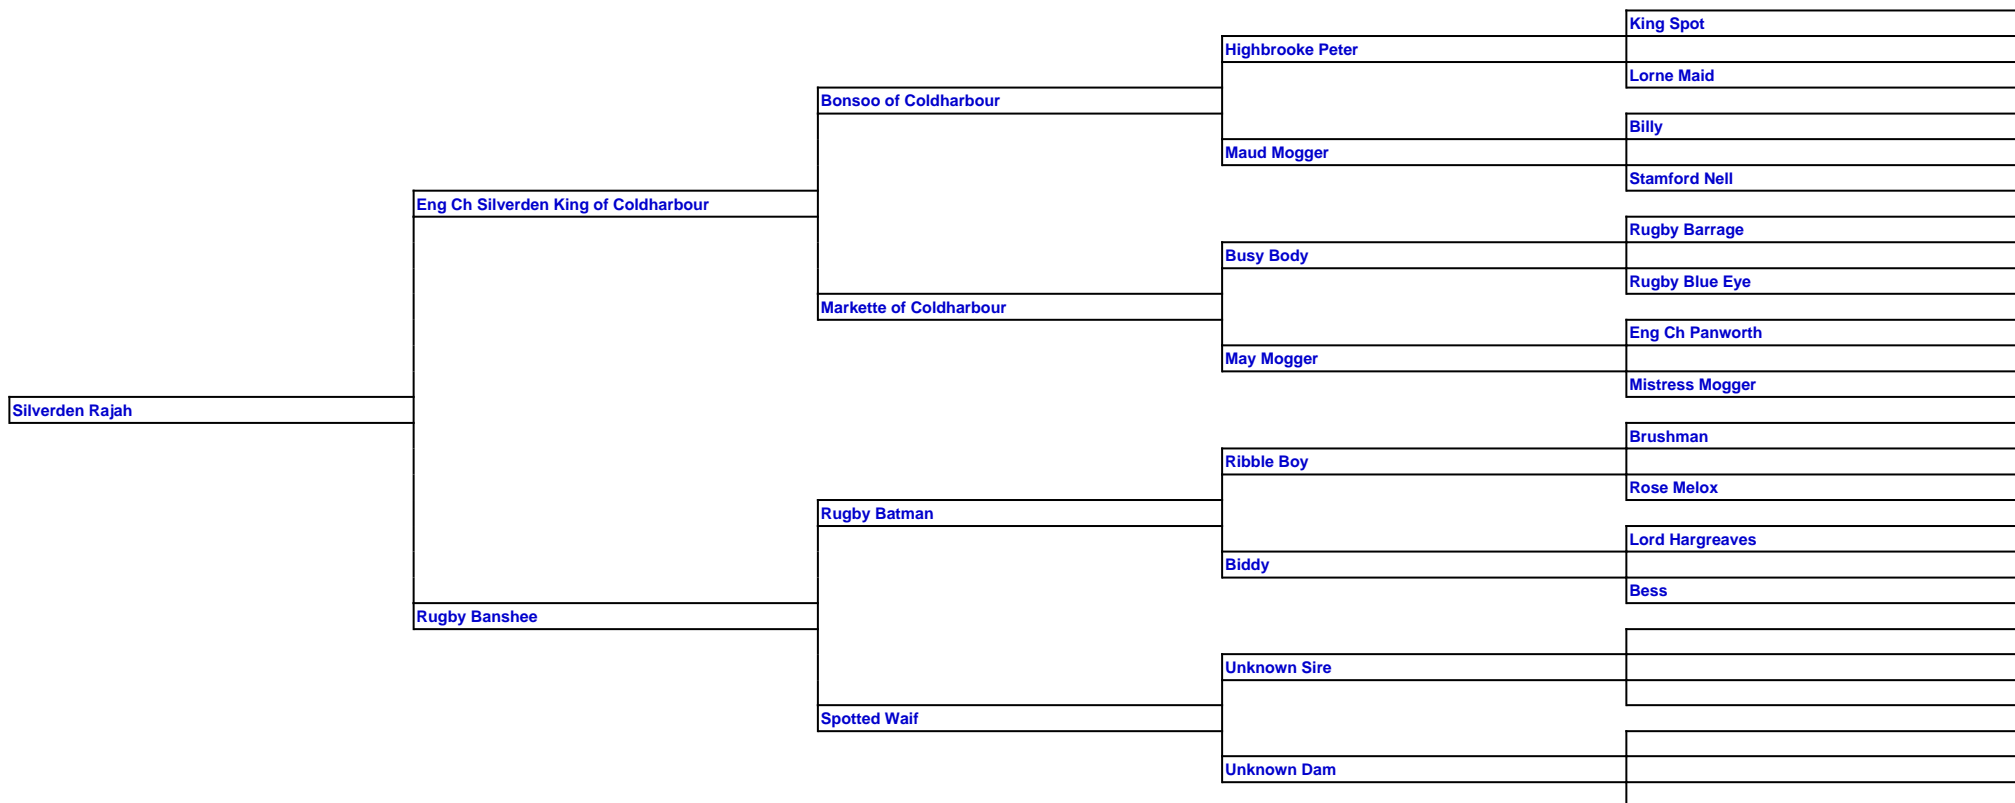 King Spot
Highbrooke Peter
Lorne Maid
Bonsoo of Coldharbour
Billy
Maud Mogger
Stamford Nell
Eng Ch Silverden King of Coldharbour
Rugby Barrage
Busy Body
Rugby Blue Eye
Markette of Coldharbour
Eng Ch Panworth
May Mogger
Mistress Mogger
Silverden Rajah
Brushman
Ribble Boy
Rose Melox
Rugby Batman
Lord Hargreaves
Biddy
Bess
Rugby Banshee
Unknown Sire
Spotted Waif
Unknown Dam